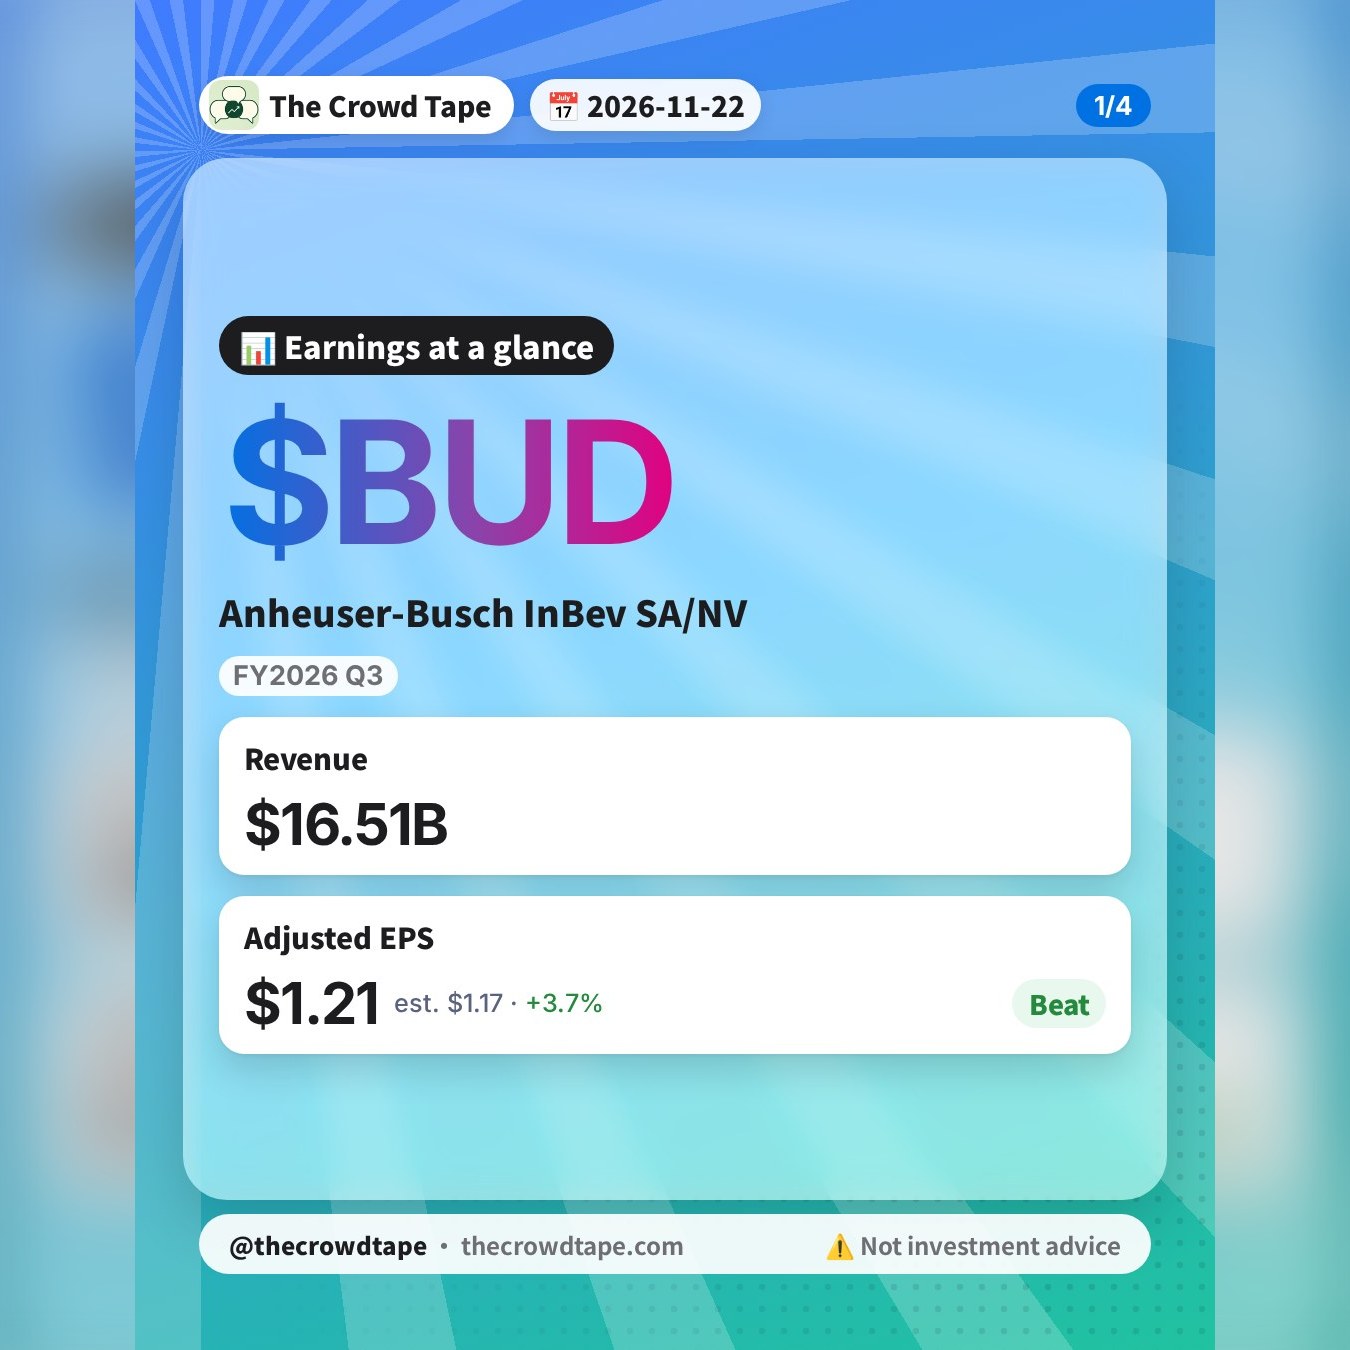 The Crowd Tape
📅 2026-11-22
1/4
📊 Earnings at a glance
$BUD
Anheuser-Busch InBev SA/NV
FY2026 Q3
Revenue
$16.51B
Adjusted EPS
$1.21 est. $1.17 · +3.7%
Beat
@thecrowdtape • thecrowdtape.com
⚠️ Not investment advice